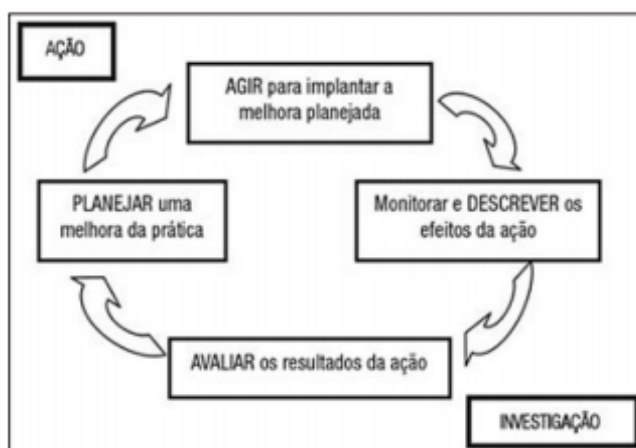 AÇÃO
AGIR para implantar a
melhora planejada
PLANEJAR uma
melhora da prática
Monitorar e DESCREVER os
efeitos da ação
AVALIAR os resultados da ação
INVESTIGAÇÃO